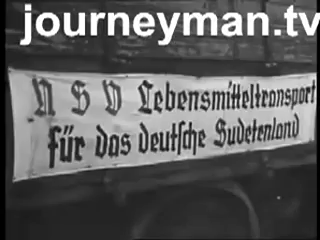 journeyman.tv
NSV Lebensmitteltransport
für das deutsche Sudetenland